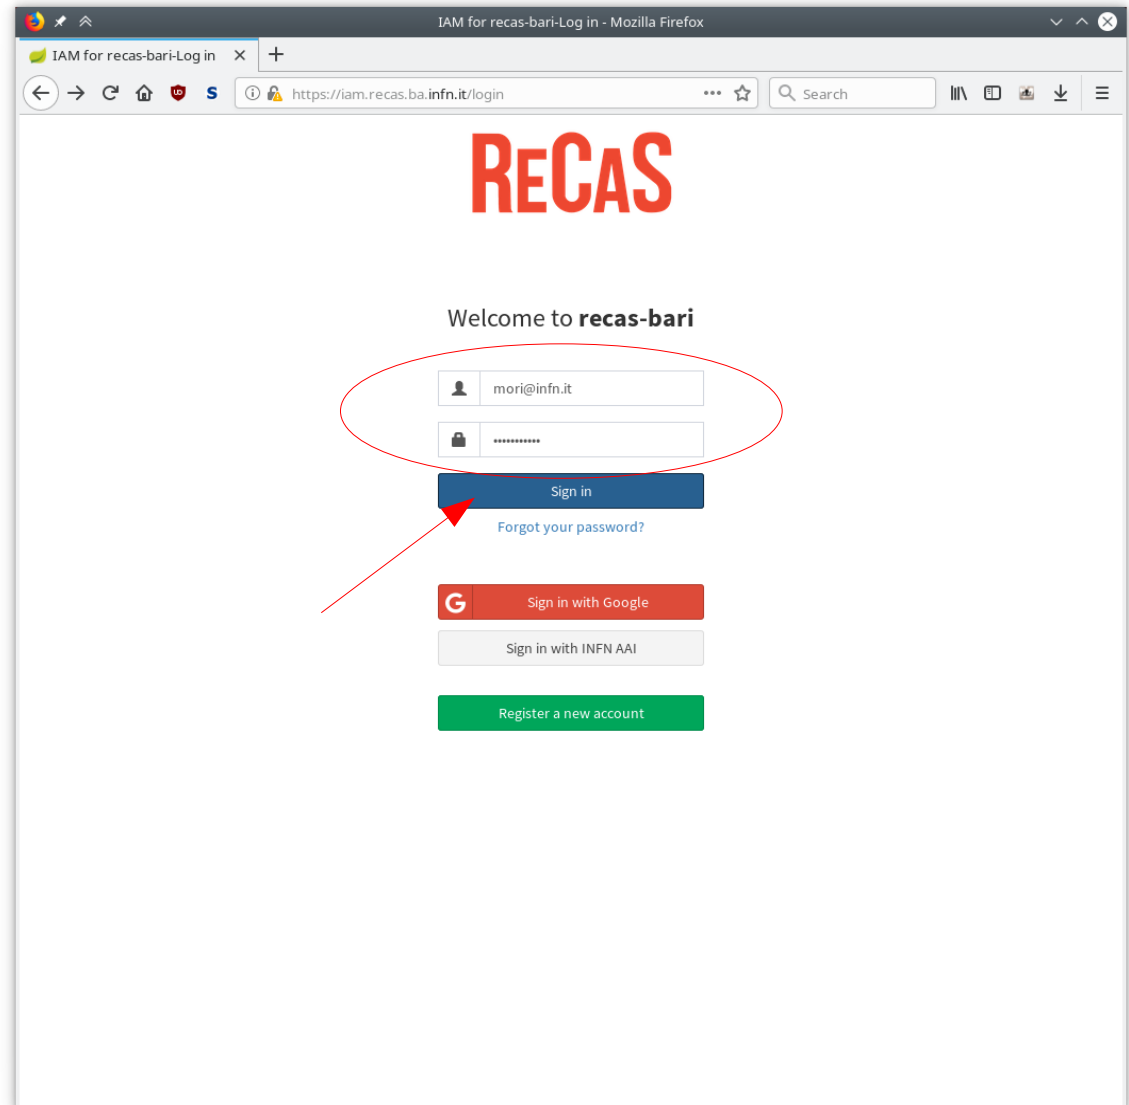 IAM for recas-bari-Log in - Mozilla Firefox
IAM for recas-bari-Log in
https://iam.recas.ba.infn.it/login
Search
ReCaS
Welcome to recas-bari
mori@infn.it
•••••••••••
Sign in
Forgot your password?
G Sign in with Google
Sign in with INFN AAI
Register a new account